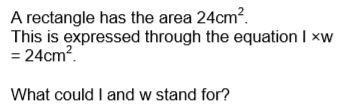 A rectangle has the area 24cm².
This is expressed through the equation l ×w
= 24cm².
What could l and w stand for?